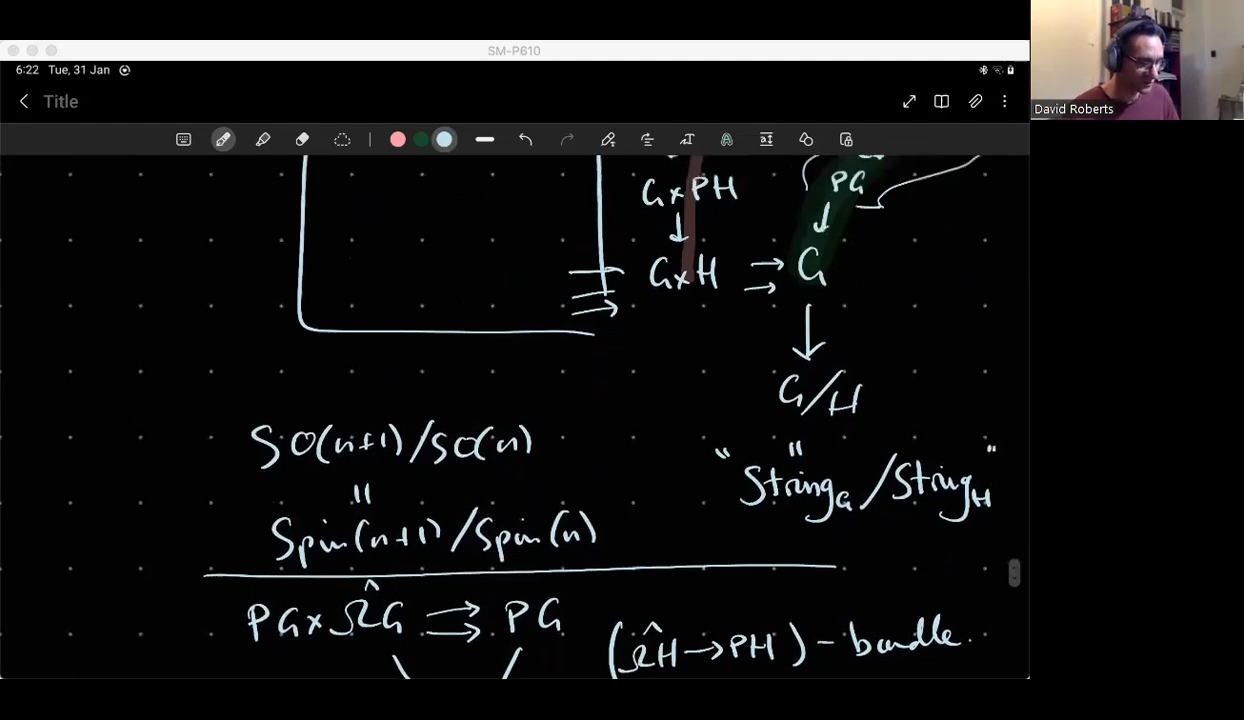 SM-P610
6:22 Tue, 31 Jan
Title
David Roberts
G×PH
PG
↓
↓
G×H ⇉ G
↓
G/H
SO(n+1)/SO(n)
"
"String_G/String_H"
"
Spin(n+1)/Spin(n)
PG×Ω̂G ⇉ PG
(Ω̂H→PH)-bundle.